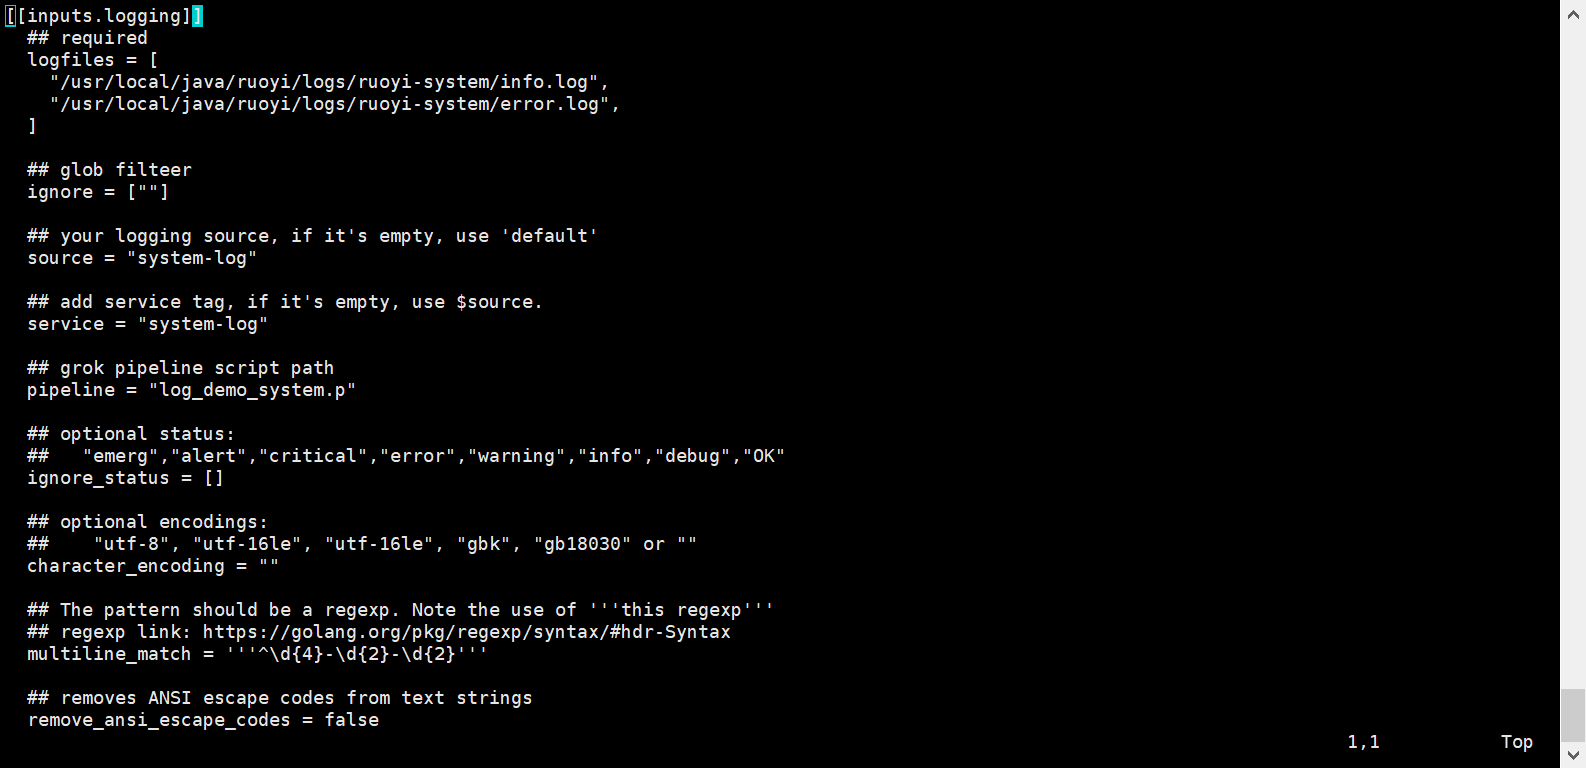 [[inputs.logging]]
  ## required
  logfiles = [
    "/usr/local/java/ruoyi/logs/ruoyi-system/info.log",
    "/usr/local/java/ruoyi/logs/ruoyi-system/error.log",
  ]

  ## glob filteer
  ignore = [""]

  ## your logging source, if it's empty, use 'default'
  source = "system-log"

  ## add service tag, if it's empty, use $source.
  service = "system-log"

  ## grok pipeline script path
  pipeline = "log_demo_system.p"

  ## optional status:
  ##   "emerg","alert","critical","error","warning","info","debug","OK"
  ignore_status = []

  ## optional encodings:
  ##    "utf-8", "utf-16le", "utf-16le", "gbk", "gb18030" or ""
  character_encoding = ""

  ## The pattern should be a regexp. Note the use of '''this regexp'''
  ## regexp link: https://golang.org/pkg/regexp/syntax/#hdr-Syntax
  multiline_match = '''^\d{4}-\d{2}-\d{2}'''

  ## removes ANSI escape codes from text strings
  remove_ansi_escape_codes = false
1,1 Top